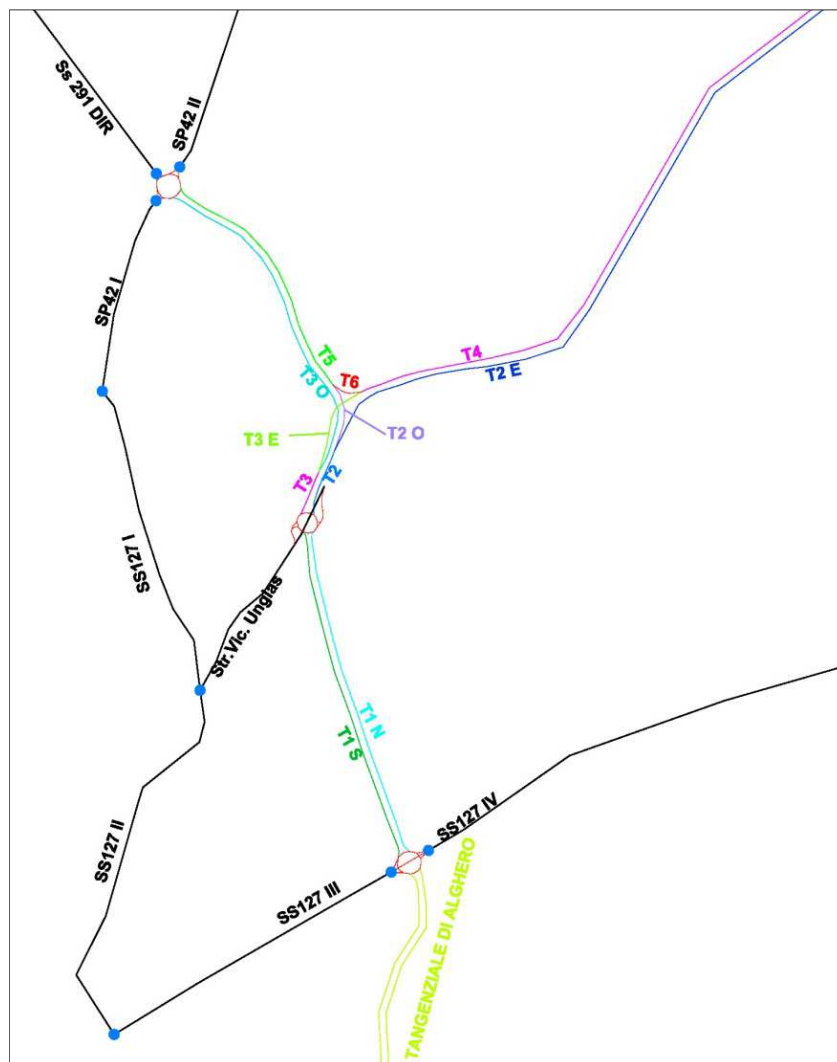 Ss 291 DIR
SP42 II
SP42 I
T5
T3 O
T6
T4
T2 E
T3 E
T2 O
T3
T2
SS127 I
Str.Vic. Ungias
T1 N
T1 S
SS127 II
SS127 III
SS127 IV
TANGENZIALE DI ALGHERO